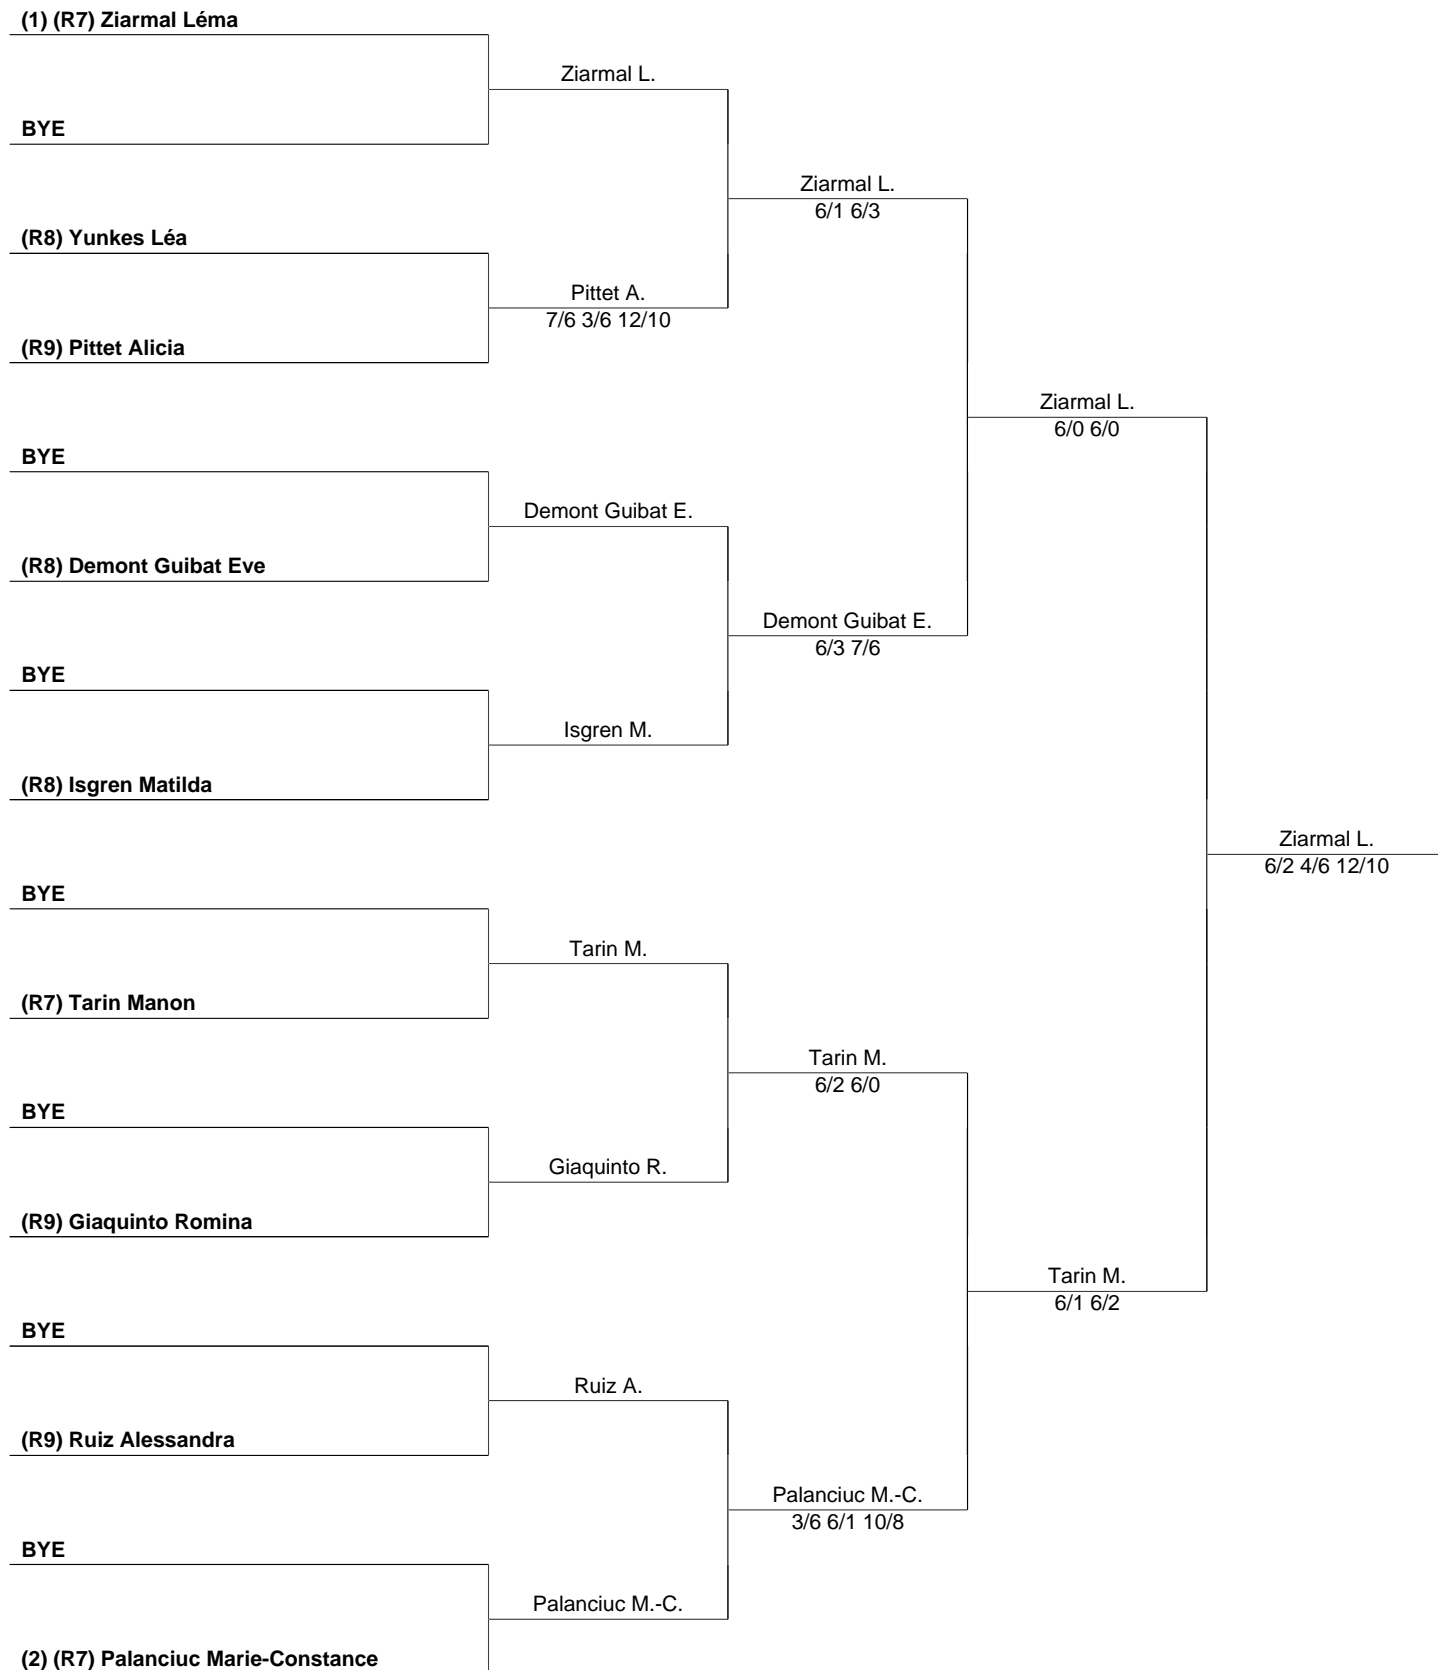 (1) (R7) Ziarmal Léma
Ziarmal L.
BYE
Ziarmal L.
6/1 6/3
(R8) Yunkes Léa
Pittet A.
7/6 3/6 12/10
(R9) Pittet Alicia
Ziarmal L.
6/0 6/0
BYE
Demont Guibat E.
(R8) Demont Guibat Eve
Demont Guibat E.
6/3 7/6
BYE
Isgren M.
(R8) Isgren Matilda
Ziarmal L.
6/2 4/6 12/10
BYE
Tarin M.
(R7) Tarin Manon
Tarin M.
6/2 6/0
BYE
Giaquinto R.
(R9) Giaquinto Romina
Tarin M.
6/1 6/2
BYE
Ruiz A.
(R9) Ruiz Alessandra
Palanciuc M.-C.
3/6 6/1 10/8
BYE
Palanciuc M.-C.
(2) (R7) Palanciuc Marie-Constance